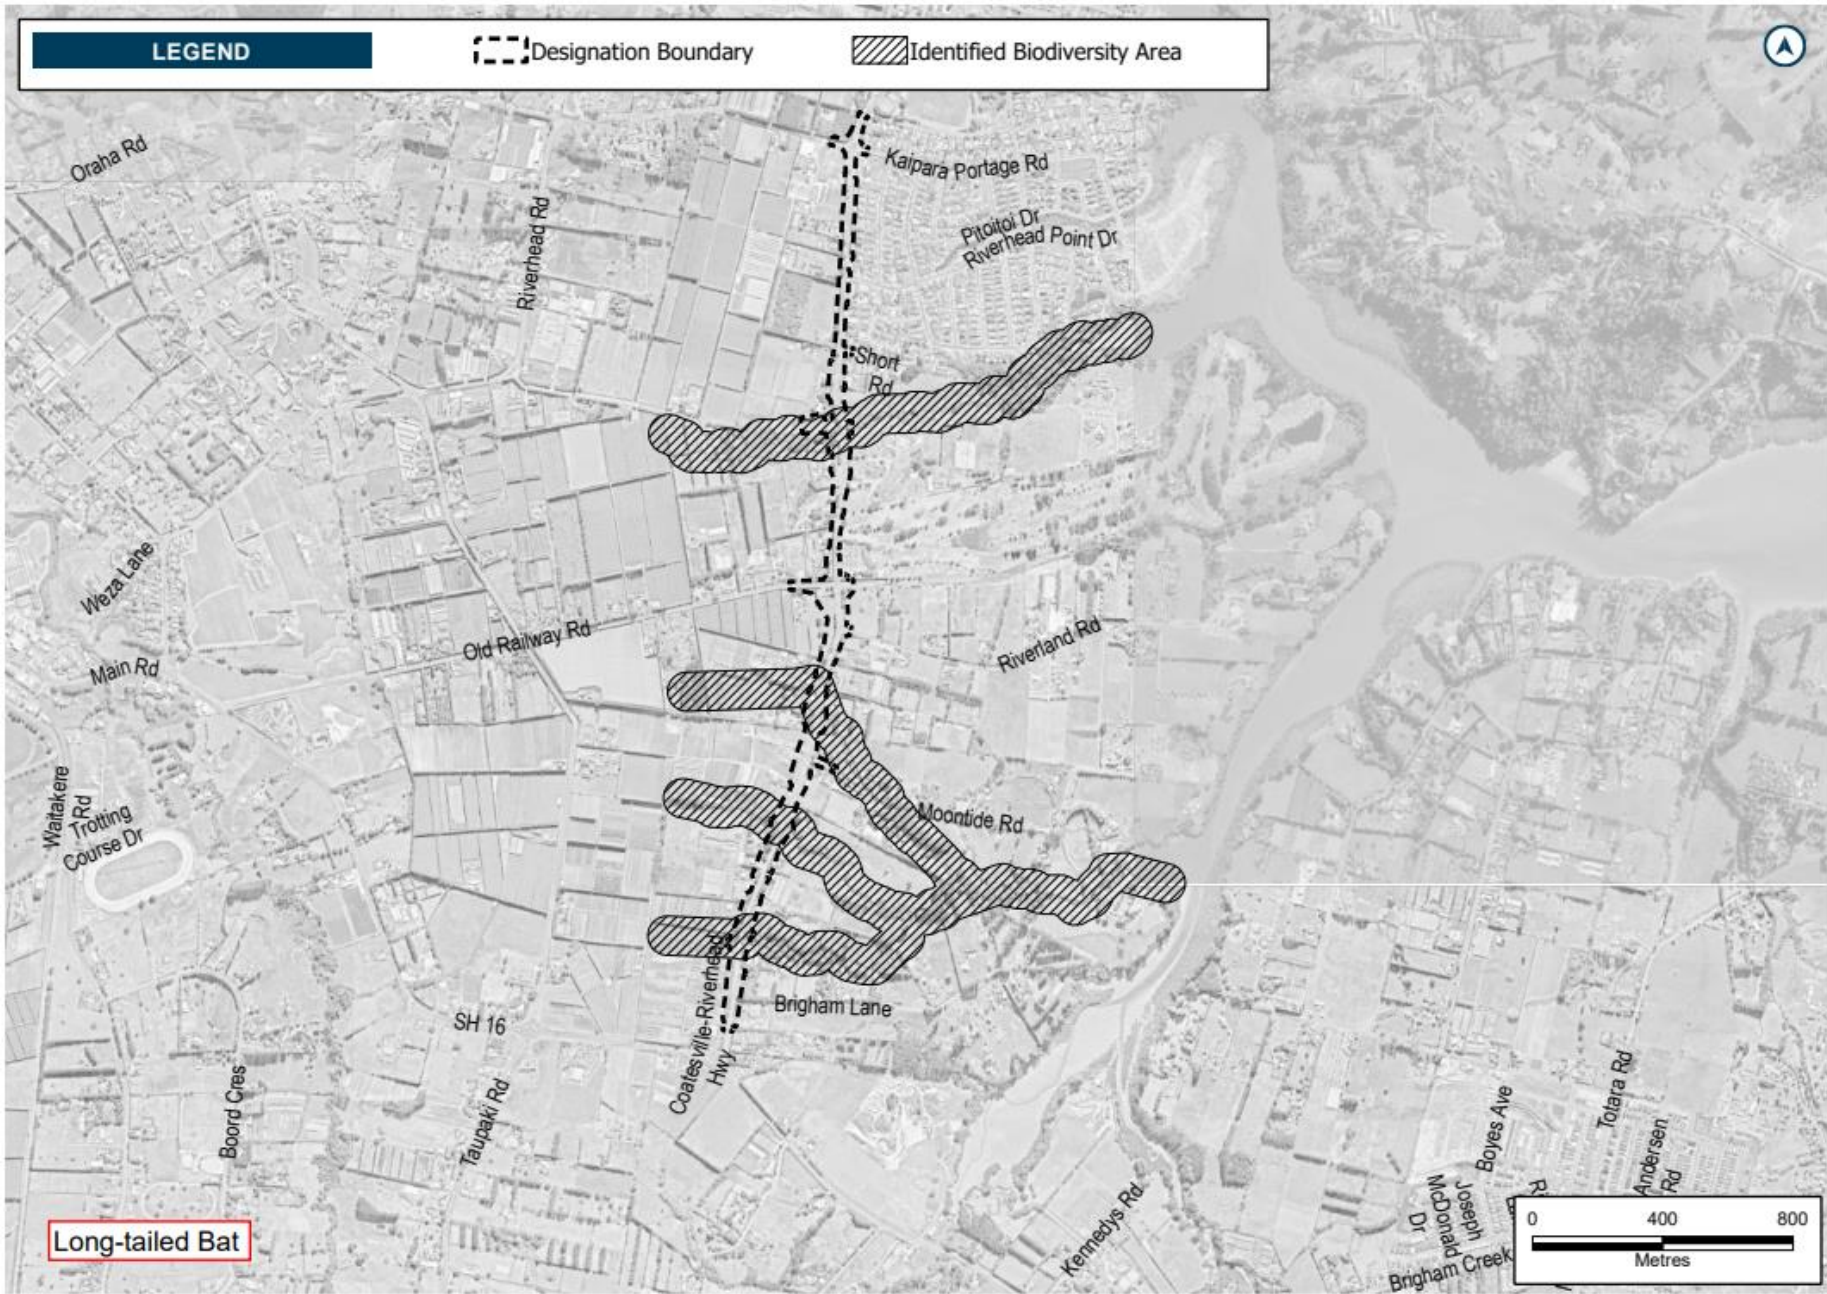 LEGEND
Designation Boundary
Identified Biodiversity Area
Oraha Rd
Kaipara Portage Rd
Riverhead Rd
Pitoitoi Dr
Riverhead Point Dr
Short
Rd
Weza Lane
Old Railway Rd
Riverland Rd
Main Rd
Waitakere
Rd
Trotting
Course Dr
Moontide Rd
Coatesville-Riverhead
Hwy
Brigham Lane
SH 16
Boord Cres
Taupaki Rd
Kennedys Rd
Boyes Ave
Totara Rd
Andersen
Rd
Joseph
McDonald
Dr
Brigham Creek
Long-tailed Bat
0 400 800
Metres